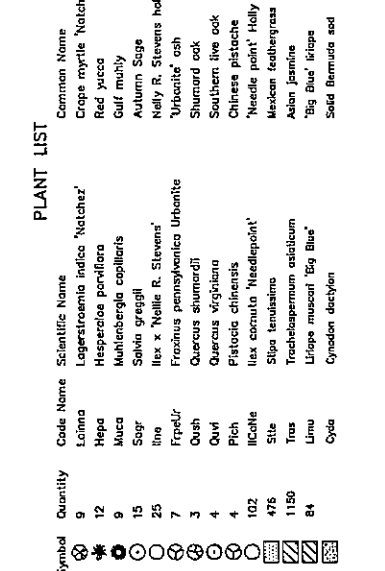 PLANT LIST
Symbol Quantity Code Name Scientific Name Common Name
9 Lainna Lagerstroemia indica 'Natchez' Crape myrtle 'Natch
12 Hepa Hesperaloe parviflora Red yucca
9 Muca Muhlenbergia capillaris Gulf muhly
15 Sagr Salvia greggii Autumn Sage
25 Ilne Ilex x 'Nellie R. Stevens' Nelly R. Stevens hol
7 FrpeUr Fraxinus pennsylvanica Urbanite 'Urbanite' ash
3 Qush Quercus shumardii Shumard oak
4 Quvi Quercus virginiana Southern live oak
4 Pich Pistacia chinensis Chinese pistache
102 IlCoNe Ilex cornuta 'Needlepoint' 'Needle point' Holly
476 Stte Stipa tenuissima Mexican feathergrass
1150 Tras Trachelospermum asiaticum Asian jasmine
84 Limu Liriope muscari 'Big Blue' 'Big Blue' liriope
Cyda Cynodon dactylon Solid Bermuda sod